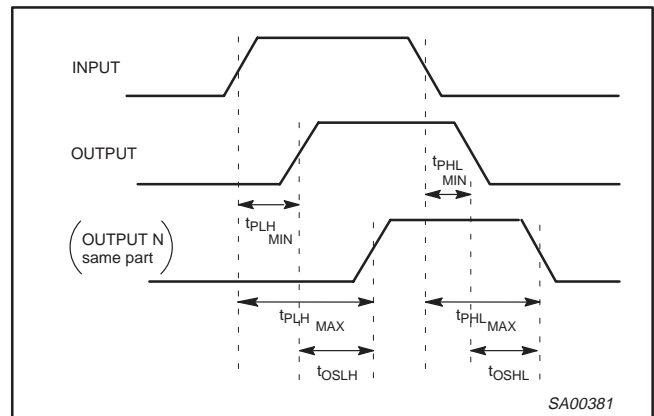 INPUT
OUTPUT
tPHL
MIN
tPLH
MIN
OUTPUT N
same part
tPLH
MAX
tPHL
MAX
tOSLH
tOSHL
SA00381